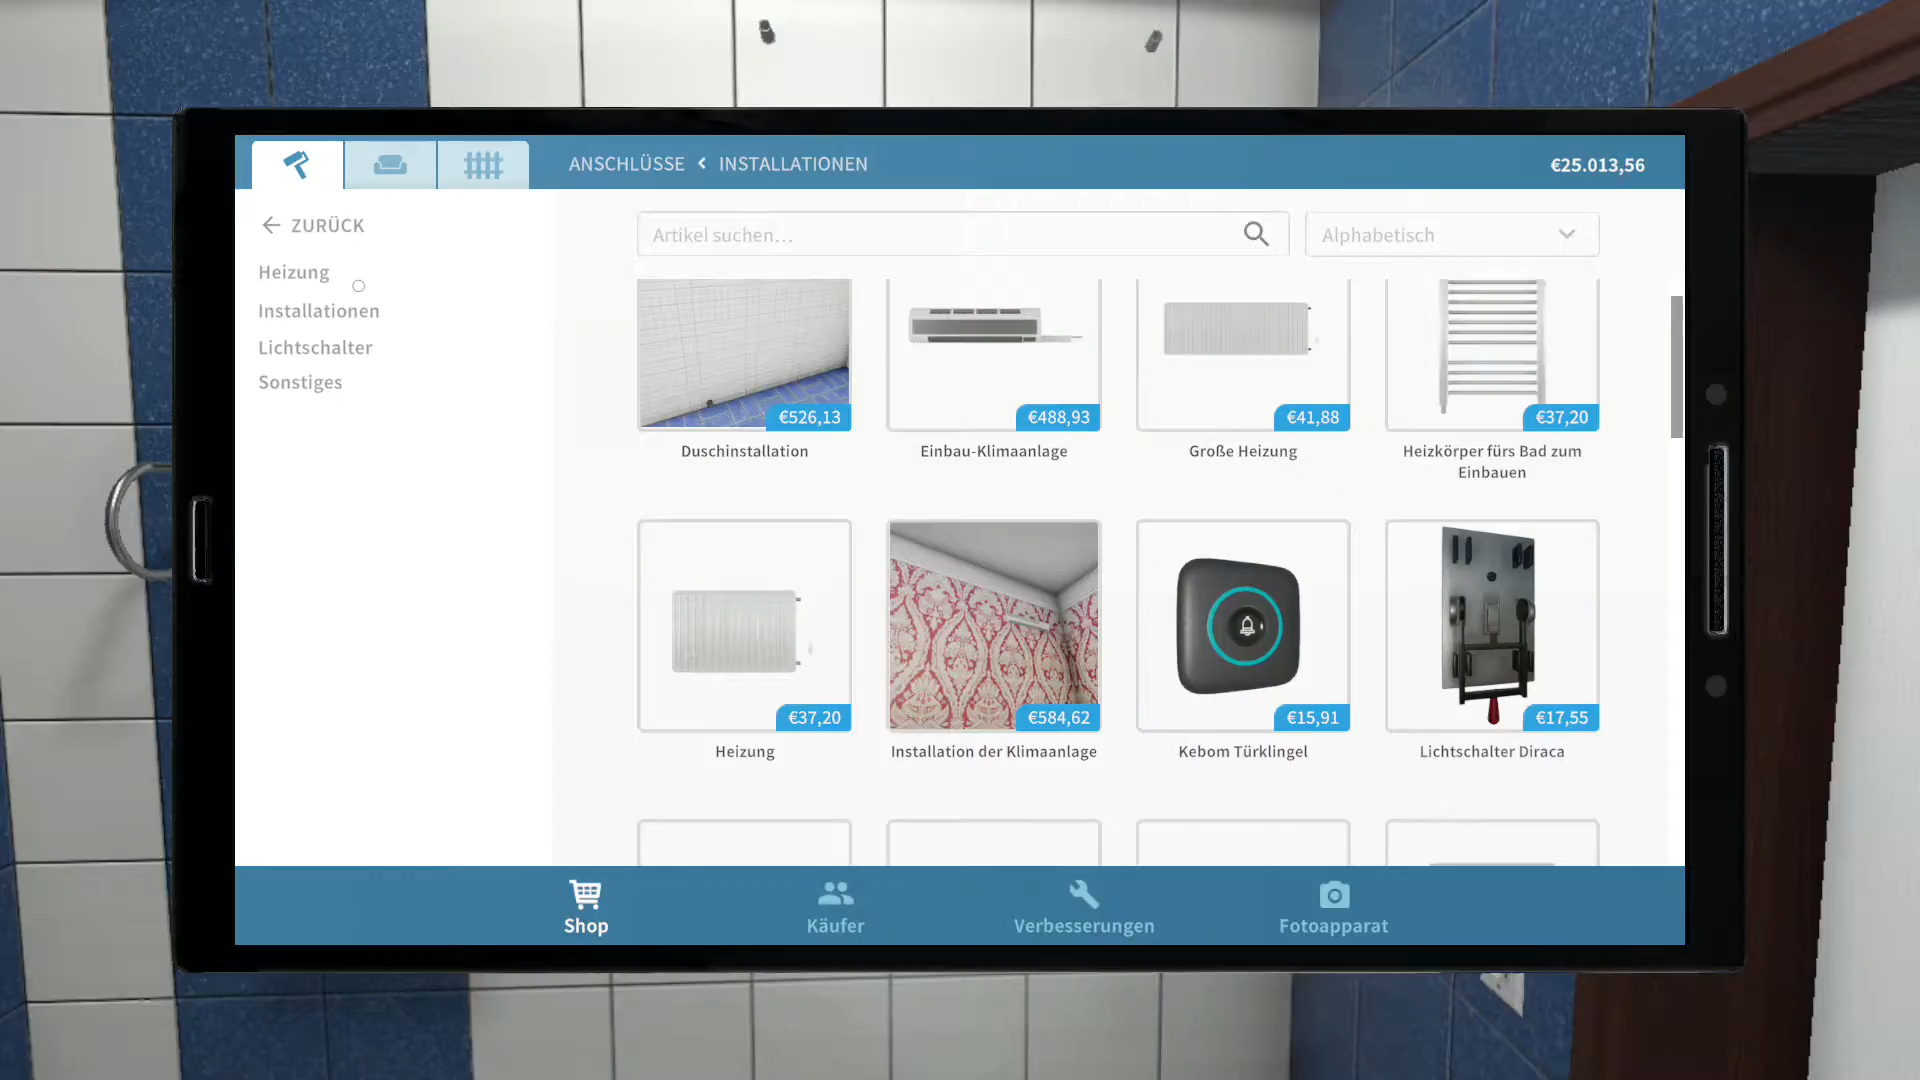 ANSCHLÜSSE < INSTALLATIONEN
€25.013,56
ZURÜCK
Heizung
Installationen
Lichtschalter
Sonstiges
Artikel suchen...
Alphabetisch
€526,13
€488,93
€41,88
€37,20
Duschinstallation
Einbau-Klimaanlage
Große Heizung
Heizkörper fürs Bad zum
Einbauen
€37,20
€584,62
€15,91
€17,55
Heizung
Installation der Klimaanlage
Kebom Türklingel
Lichtschalter Diraca
Shop
Käufer
Verbesserungen
Fotoapparat